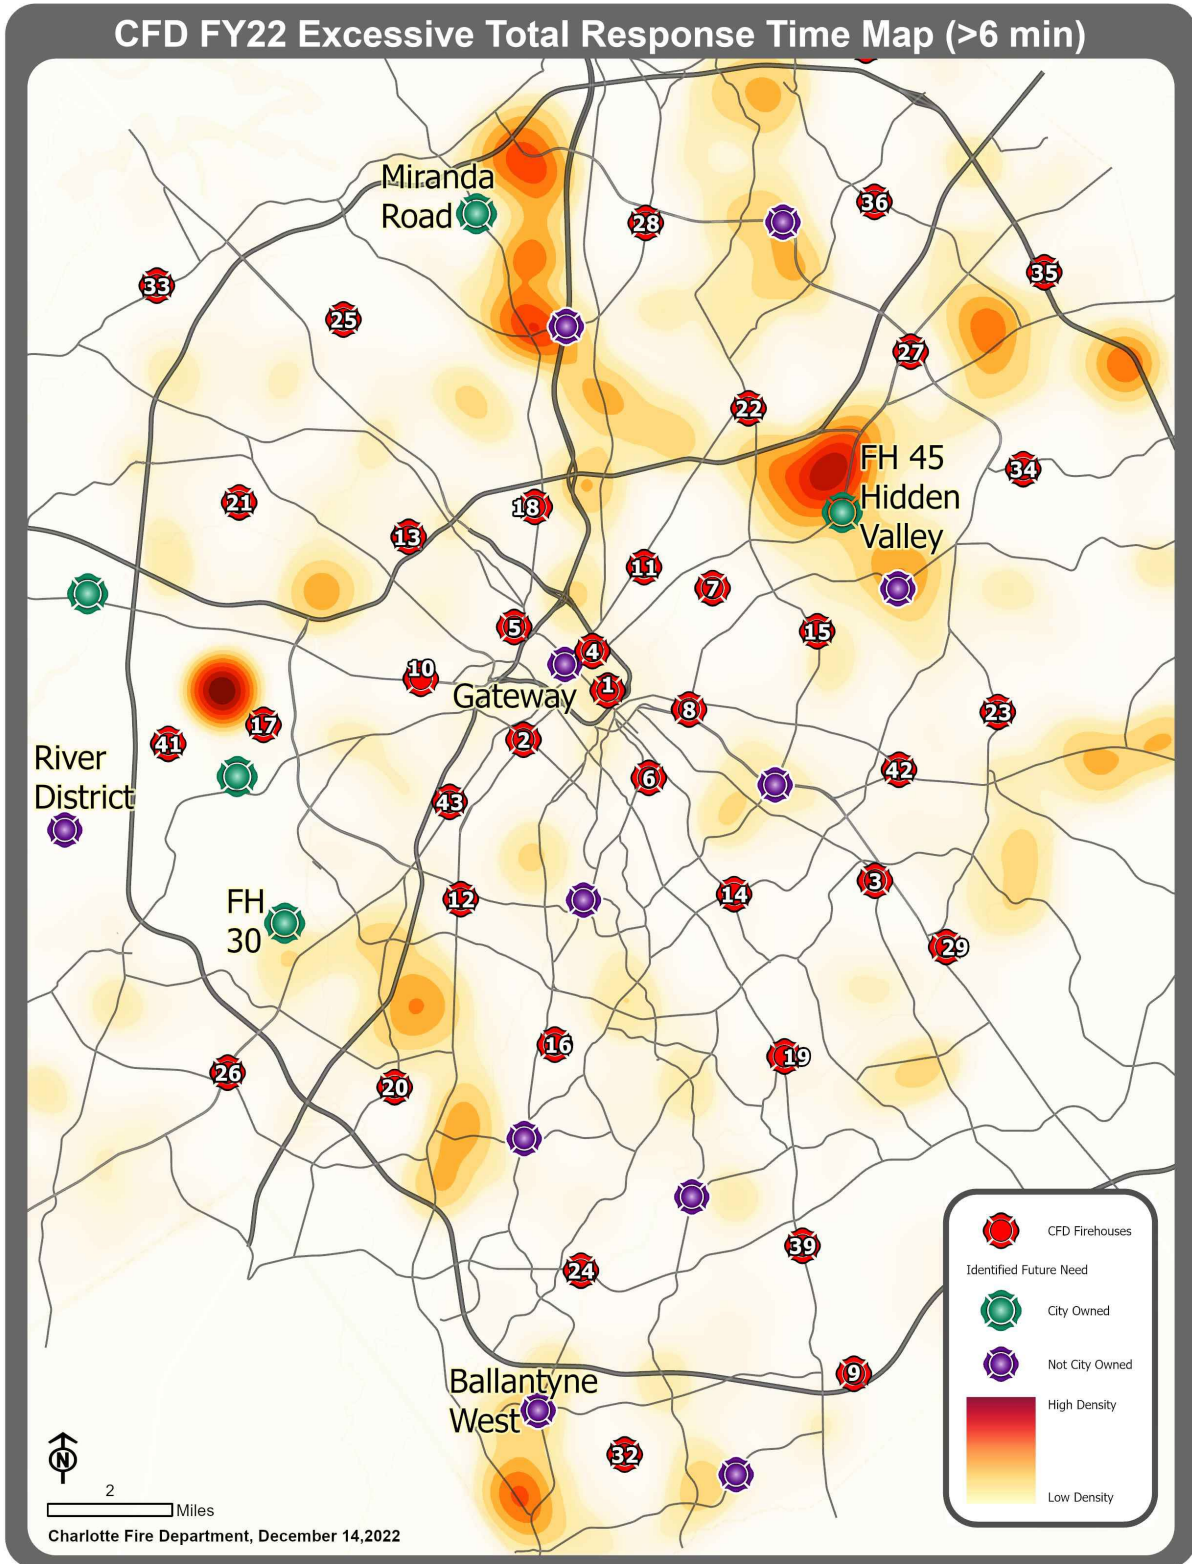 CFD FY22 Excessive Total Response Time Map (>6 min)
Miranda
Road
28
36
33
35
25
27
22
FH 45
Hidden
Valley
34
21
18
13
11
7
5
15
4
10
1
Gateway
8
23
17
2
41
River
District
6
42
43
3
14
12
FH
30
29
16
19
26
20
39
24
9
Ballantyne
West
32
CFD Firehouses
Identified Future Need
City Owned
Not City Owned
High Density
Low Density
N
2
Miles
Charlotte Fire Department, December 14,2022